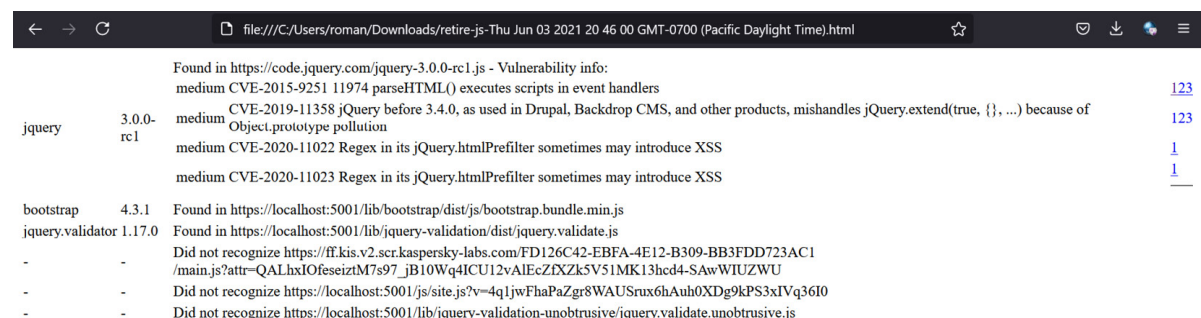 file:///C:/Users/roman/Downloads/retire-js-Thu Jun 03 2021 20 46 00 GMT-0700 (Pacific Daylight Time).html
Found in https://code.jquery.com/jquery-3.0.0-rc1.js - Vulnerability info:
medium CVE-2015-9251 11974 parseHTML() executes scripts in event handlers 123
jquery 3.0.0-rc1 medium CVE-2019-11358 jQuery before 3.4.0, as used in Drupal, Backdrop CMS, and other products, mishandles jQuery.extend(true, {}, ...) because of 123
Object.prototype pollution
medium CVE-2020-11022 Regex in its jQuery.htmlPrefilter sometimes may introduce XSS 1
medium CVE-2020-11023 Regex in its jQuery.htmlPrefilter sometimes may introduce XSS 1
bootstrap 4.3.1 Found in https://localhost:5001/lib/bootstrap/dist/js/bootstrap.bundle.min.js
jquery.validator 1.17.0 Found in https://localhost:5001/lib/jquery-validation/dist/jquery.validate.js
- - Did not recognize https://ff.kis.v2.scr.kaspersky-labs.com/FD126C42-EBFA-4E12-B309-BB3FDD723AC1
/main.js?attr=QALhxIOfeseiztM7s97_jB10Wq4ICU12vAlEcZfXZk5V51MK13hcd4-SAwWIUZWU
- - Did not recognize https://localhost:5001/js/site.js?v=4q1jwFhaPaZgr8WAUSrux6hAuh0XDg9kPS3xIVq36I0
- - Did not recognize https://localhost:5001/lib/jquery-validation-unobtrusive/jquery.validate.unobtrusive.js